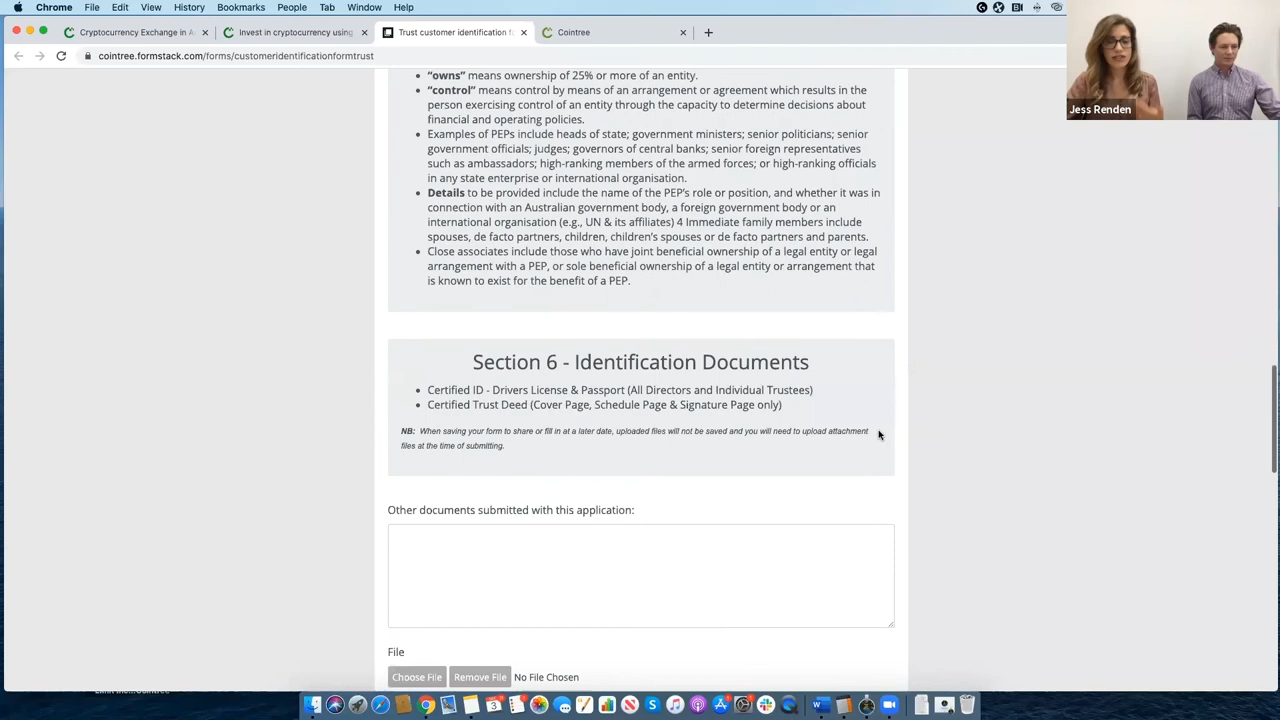 Chrome File Edit View History Bookmarks People Tab Window Help
Cryptocurrency Exchange in A
Invest in cryptocurrency using
Trust customer identification f
Cointree
cointree.formstack.com/forms/customeridentificationformtrust
Jess Renden
• “owns” means ownership of 25% or more of an entity.
• “control” means control by means of an arrangement or agreement which results in the
person exercising control of an entity through the capacity to determine decisions about
financial and operating policies.
• Examples of PEPs include heads of state; government ministers; senior politicians; senior
government officials; judges; governors of central banks; senior foreign representatives
such as ambassadors; high-ranking members of the armed forces; or high-ranking officials
in any state enterprise or international organisation.
• Details to be provided include the name of the PEP’s role or position, and whether it was in
connection with an Australian government body, a foreign government body or an
international organisation (e.g., UN & its affiliates) 4 Immediate family members include
spouses, de facto partners, children, children’s spouses or de facto partners and parents.
• Close associates include those who have joint beneficial ownership of a legal entity or legal
arrangement with a PEP, or sole beneficial ownership of a legal entity or arrangement that
is known to exist for the benefit of a PEP.
Section 6 - Identification Documents
• Certified ID - Drivers License & Passport (All Directors and Individual Trustees)
• Certified Trust Deed (Cover Page, Schedule Page & Signature Page only)
NB: When saving your form to share or fill in at a later date, uploaded files will not be saved and you will need to upload attachment
files at the time of submitting.
Other documents submitted with this application:
File
Choose File Remove File No File Chosen